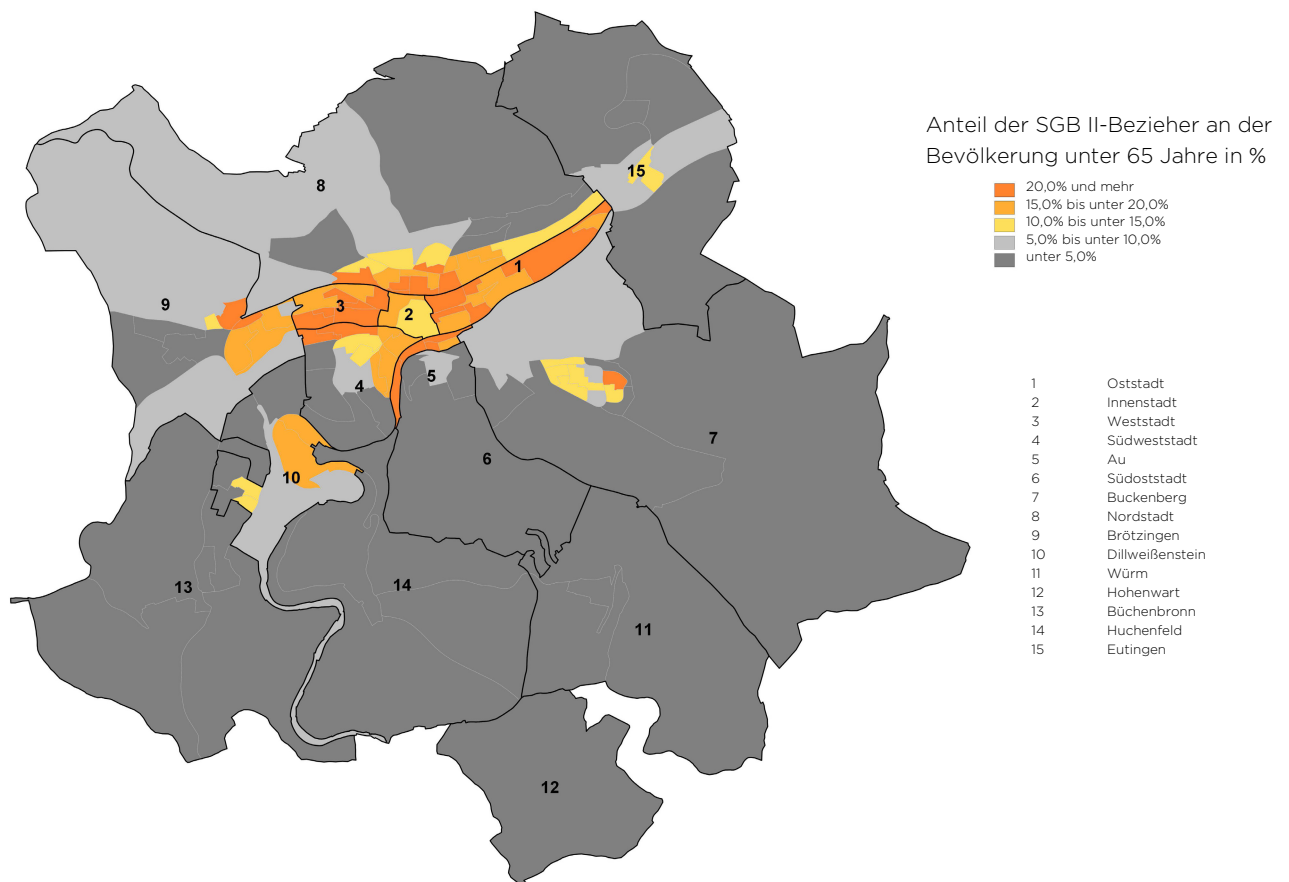 Anteil der SGB II-Bezieher an der
Bevölkerung unter 65 Jahre in %
20,0% und mehr
15,0% bis unter 20,0%
10,0% bis unter 15,0%
5,0% bis unter 10,0%
unter 5,0%
15
8
1
9
3
2
4
5
7
6
10
13
14
11
12
1 Oststadt
2 Innenstadt
3 Weststadt
4 Südweststadt
5 Au
6 Südoststadt
7 Buckenberg
8 Nordstadt
9 Brötzingen
10 Dillweißenstein
11 Würm
12 Hohenwart
13 Büchenbronn
14 Huchenfeld
15 Eutingen